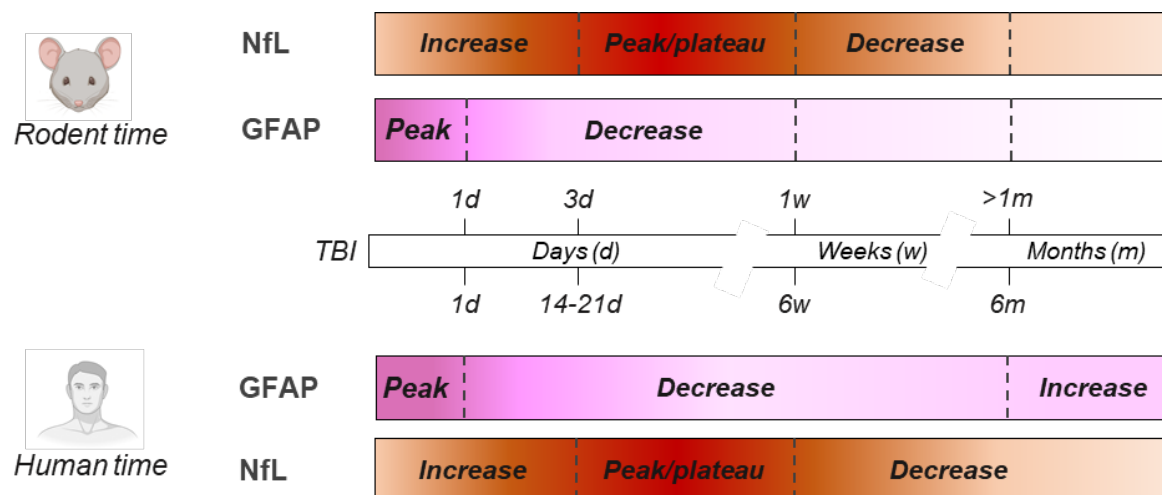 NfL Increase Peak/plateau Decrease
Rodent time
GFAP Peak Decrease
1d 3d 1w >1m
TBI Days (d) Weeks (w) Months (m)
1d 14-21d 6w 6m
GFAP Peak Decrease Increase
Human time
NfL Increase Peak/plateau Decrease